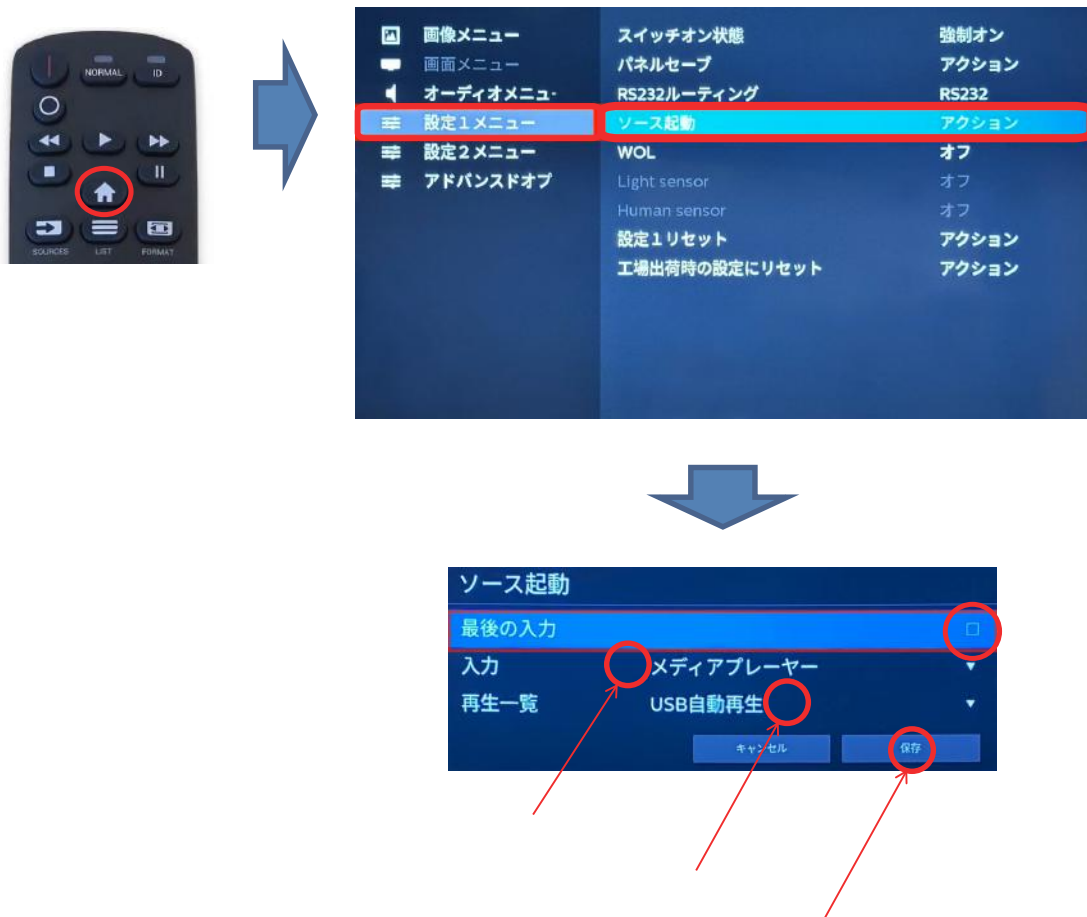 NORMAL ID
SOURCES LIST FORMAT
画像メニュー
画面メニュー
オーディオメニュ-
設定1メニュー
設定2メニュー
アドバンスドオプ
スイッチオン状態 強制オン
パネルセーブ アクション
RS232ルーティング RS232
ソース起動 アクション
WOL オフ
Light sensor オフ
Human sensor オフ
設定1リセット アクション
工場出荷時の設定にリセット アクション
ソース起動
最後の入力
入力 メディアプレーヤー
再生一覧 USB自動再生
キャンセル 保存